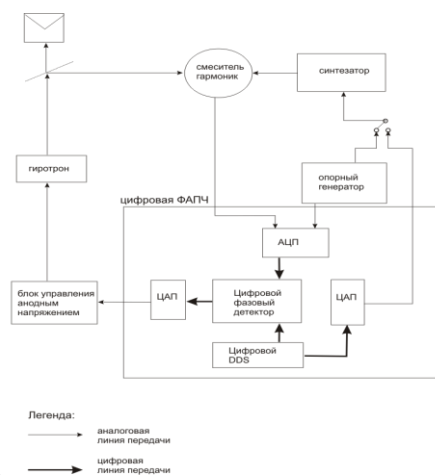 смеситель
гармоник
синтезатор
гиротрон
опорный
генератор
цифровая ФАПЧ
АЦП
блок управления
анодным
напряжением
ЦАП
Цифровой
фазовый
детектор
ЦАП
Цифровой
DDS
Легенда:
аналоговая
линия передачи
цифровая
линия передачи